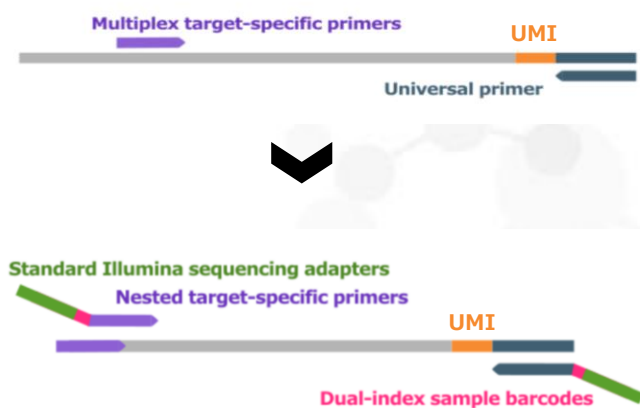 Multiplex target-specific primers
UMI
Universal primer
Standard Illumina sequencing adapters
Nested target-specific primers
UMI
Dual-index sample barcodes